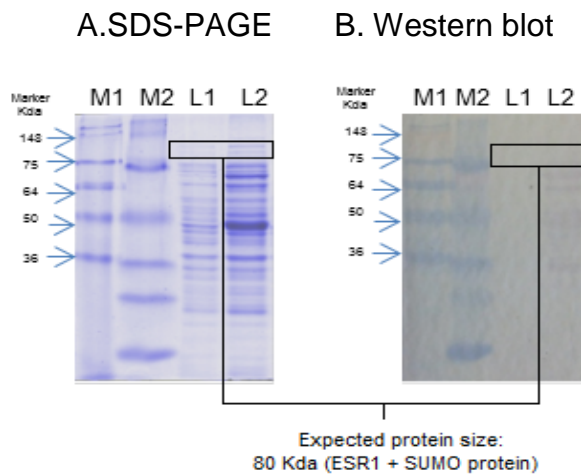 A.SDS-PAGE
B. Western blot
Marker
Kda
M1 M2 L1 L2
148
75
64
50
36
Marker
Kda
M1 M2 L1 L2
148
75
64
50
36
Expected protein size:
80 Kda (ESR1 + SUMO protein)